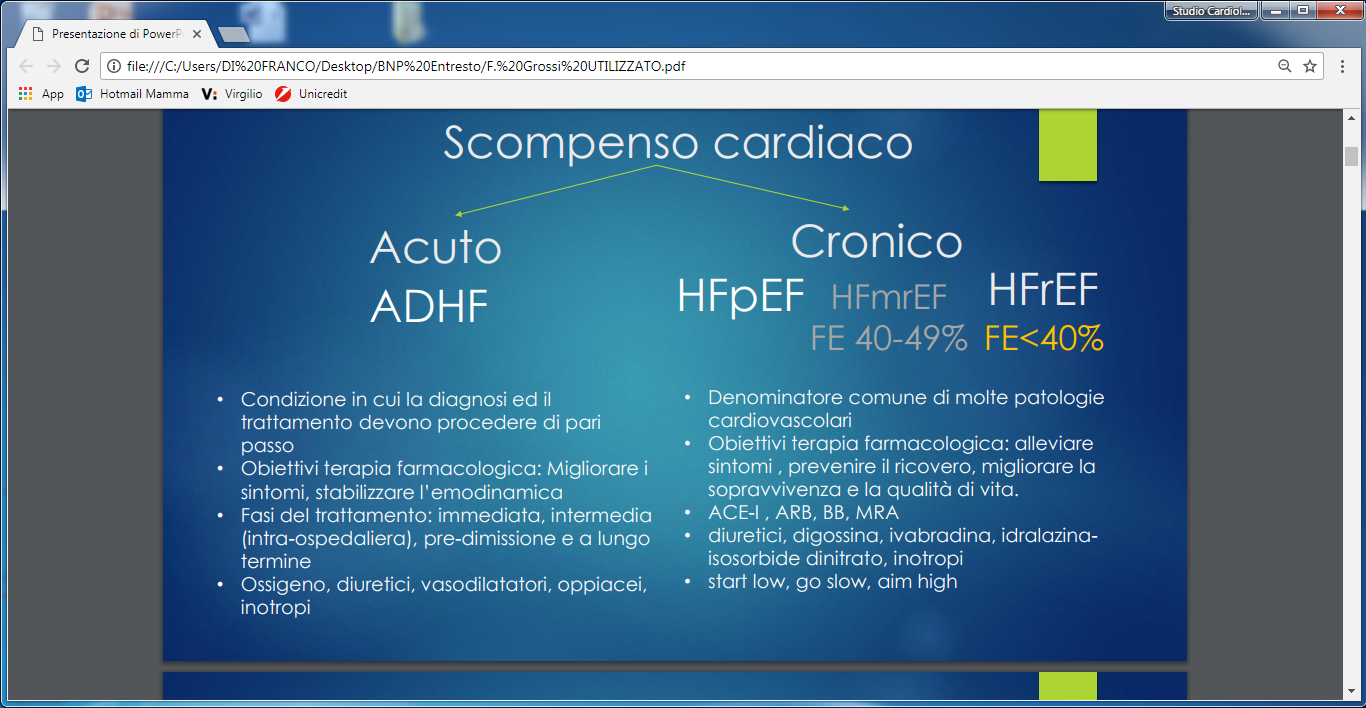 Studio Cardiol...
Presentazione di PowerP
file:///C:/Users/DI%20FRANCO/Desktop/BNP%20Entresto/F.%20Grossi%20UTILIZZATO.pdf
App Hotmail Mamma V: Virgilio Unicredit
Scompenso cardiaco
Acuto
ADHF
• Condizione in cui la diagnosi ed il
trattamento devono procedere di pari
passo
• Obiettivi terapia farmacologica: Migliorare i
sintomi, stabilizzare l'emodinamica
• Fasi del trattamento: immediata, intermedia
(intra-ospedaliera), pre-dimissione e a lungo
termine
• Ossigeno, diuretici, vasodilatatori, oppiacei,
inotropi
Cronico
HFpEF HFmrEF HFrEF
FE 40-49% FE<40%
• Denominatore comune di molte patologie
cardiovascolari
• Obiettivi terapia farmacologica: alleviare
sintomi , prevenire il ricovero, migliorare la
sopravvivenza e la qualità di vita.
• ACE-I , ARB, BB, MRA
• diuretici, digossina, ivabradina, idralazina-
isosorbide dinitrato, inotropi
• start low, go slow, aim high